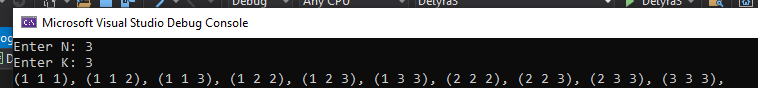 Debug Any CPU Detyra3 Detyra3
Microsoft Visual Studio Debug Console
Enter N: 3
Enter K: 3
(1 1 1), (1 1 2), (1 1 3), (1 2 2), (1 2 3), (1 3 3), (2 2 2), (2 2 3), (2 3 3), (3 3 3),